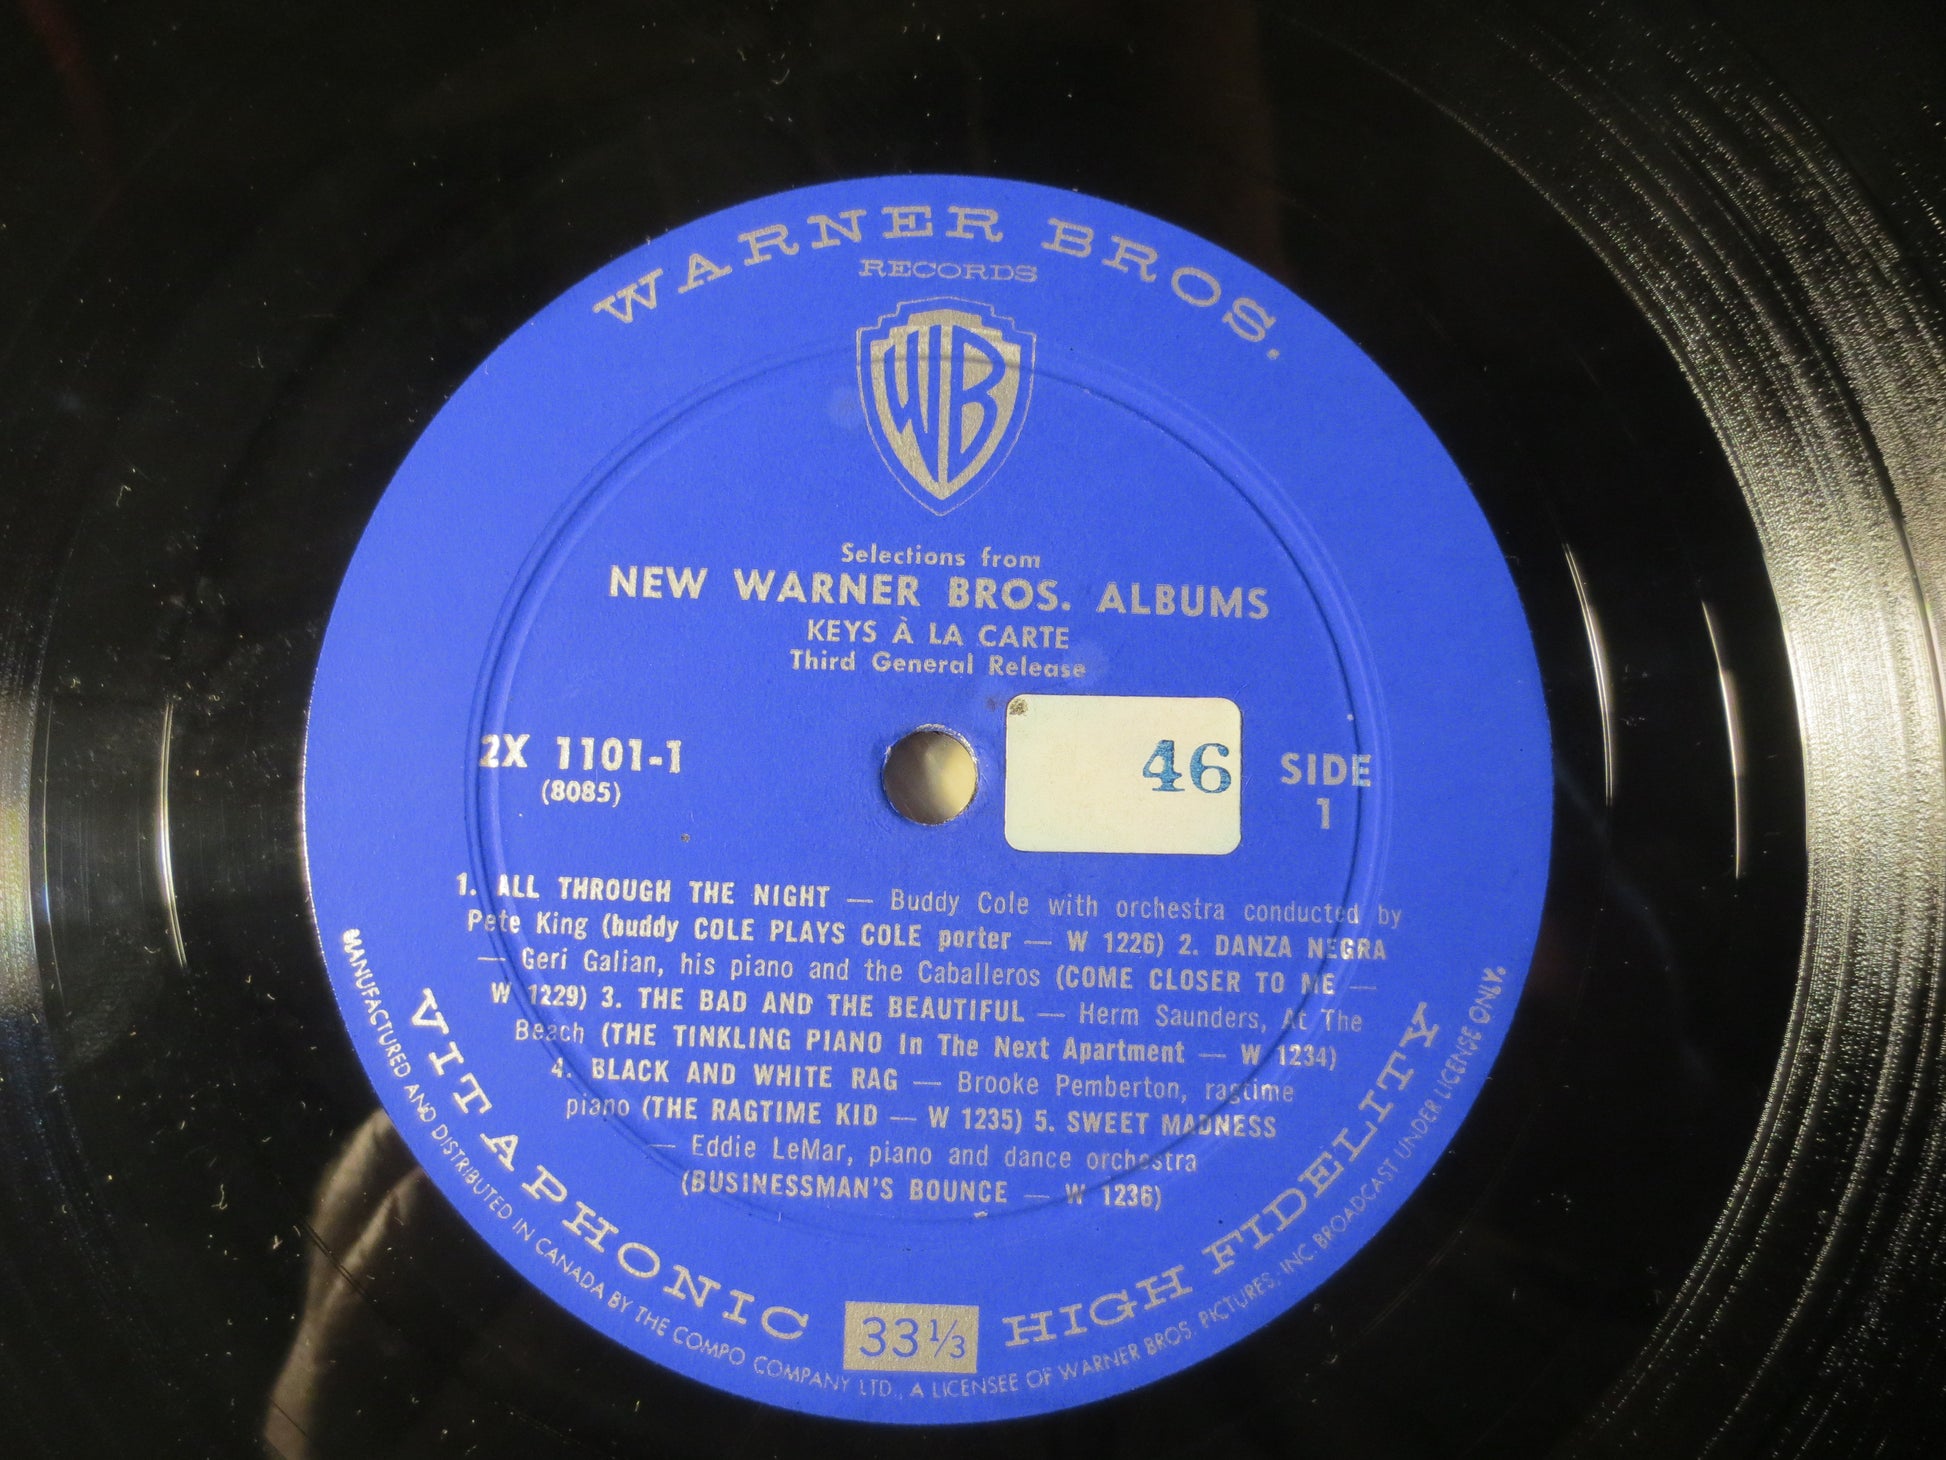 WARNER BROS.
RECORDS
WB
Selections from
NEW WARNER BROS. ALBUMS
KEYS À LA CARTE
Third General Release
2X 1101-1
(8085)
46
SIDE
1
1. ALL THROUGH THE NIGHT — Buddy Cole with orchestra conducted by
Pete King (buddy COLE PLAYS COLE porter — W 1226) 2. DANZA NEGRA
— Geri Galian, his piano and the Caballeros (COME CLOSER TO ME —
W 1229) 3. THE BAD AND THE BEAUTIFUL — Herm Saunders, At The
Beach (THE TINKLING PIANO In The Next Apartment — W 1234)
4. BLACK AND WHITE RAG — Brooke Pemberton, ragtime
piano (THE RAGTIME KID — W 1235) 5. SWEET MADNESS
— Eddie LeMar, piano and dance orchestra
(BUSINESSMAN'S BOUNCE — W 1236)
VITAPHONIC HIGH FIDELITY
33 1/3
MANUFACTURED AND DISTRIBUTED IN CANADA BY THE COMPO COMPANY LTD., A LICENSEE OF WARNER BROS. PICTURES, INC. BROADCAST UNDER LICENSE ONLY.